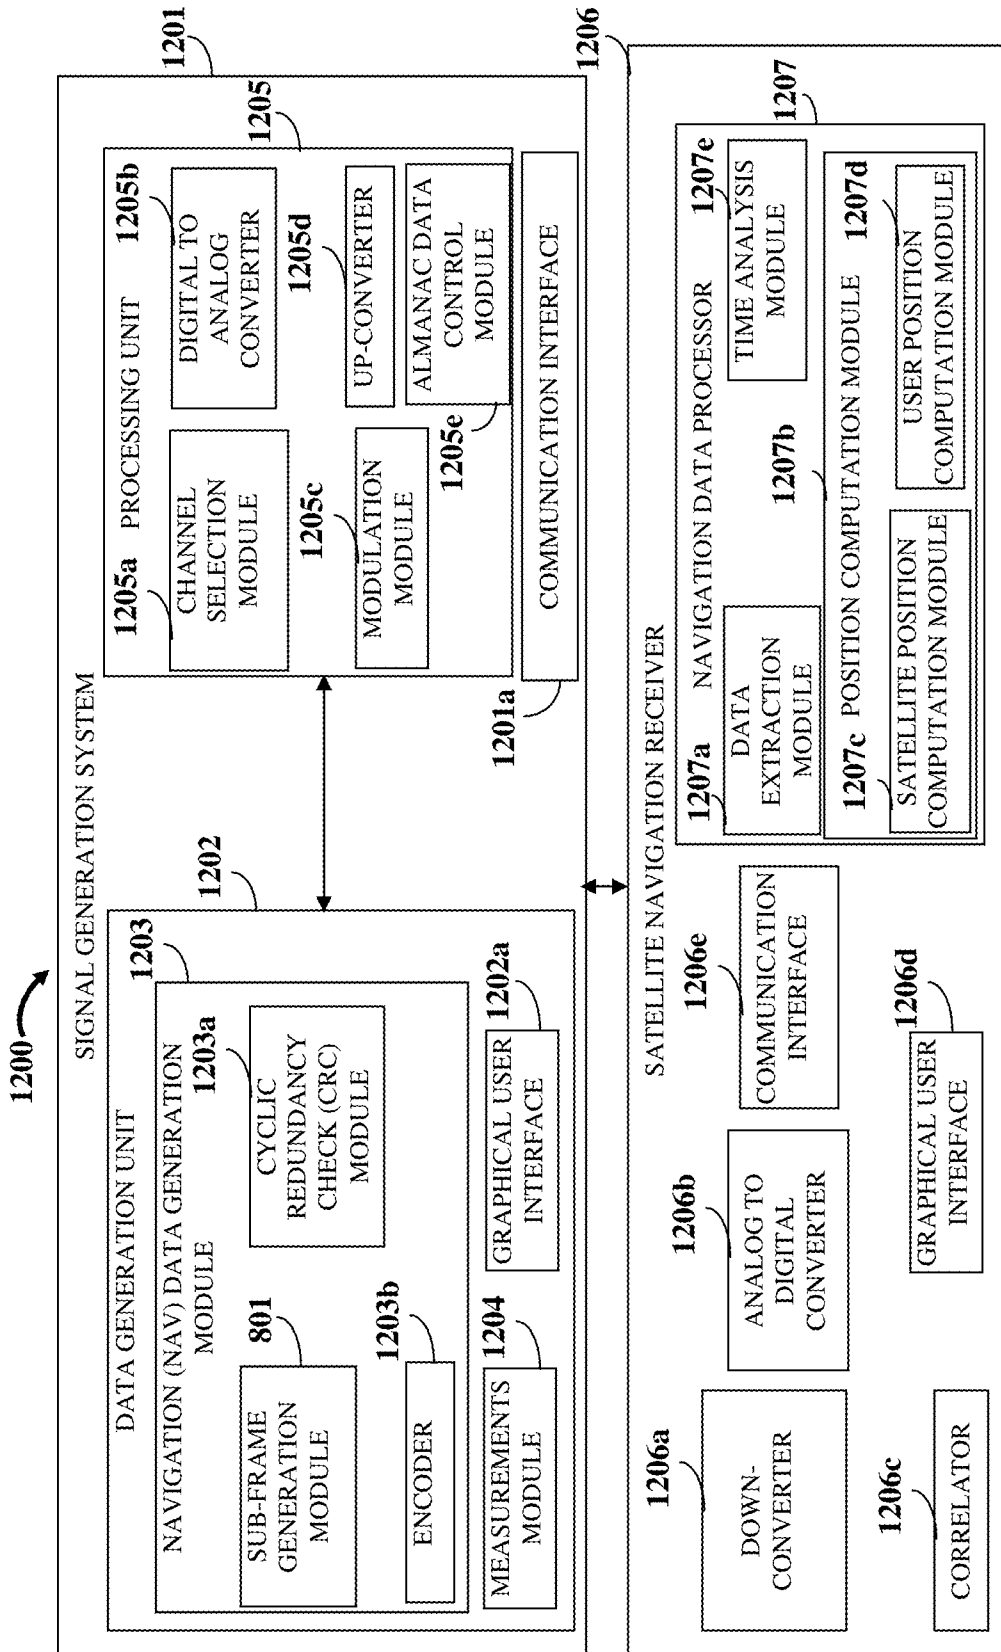 1200
SIGNAL GENERATION SYSTEM
1201
DATA GENERATION UNIT
1202
NAVIGATION (NAV) DATA GENERATION
MODULE
1203
1203a
CYCLIC
REDUNDANCY
CHECK (CRC)
MODULE
801
SUB-FRAME
GENERATION
MODULE
1203b
ENCODER
1204
MEASUREMENTS
MODULE
1202a
GRAPHICAL USER
INTERFACE
1205a
PROCESSING UNIT
1205b
1205
CHANNEL
SELECTION
MODULE
DIGITAL TO
ANALOG
CONVERTER
1205c
MODULATION
MODULE
1205d
UP-CONVERTER
1205e
ALMANAC DATA
CONTROL
MODULE
1201a
COMMUNICATION INTERFACE
SATELLITE NAVIGATION RECEIVER
1206
1206a
DOWN-
CONVERTER
1206b
ANALOG TO
DIGITAL
CONVERTER
1206e
COMMUNICATION
INTERFACE
1206c
CORRELATOR
1206d
GRAPHICAL USER
INTERFACE
1207a
NAVIGATION DATA PROCESSOR
1207e
1207
DATA
EXTRACTION
MODULE
TIME ANALYSIS
MODULE
1207b
1207c
POSITION COMPUTATION MODULE
1207d
SATELLITE POSITION
COMPUTATION MODULE
USER POSITION
COMPUTATION MODULE